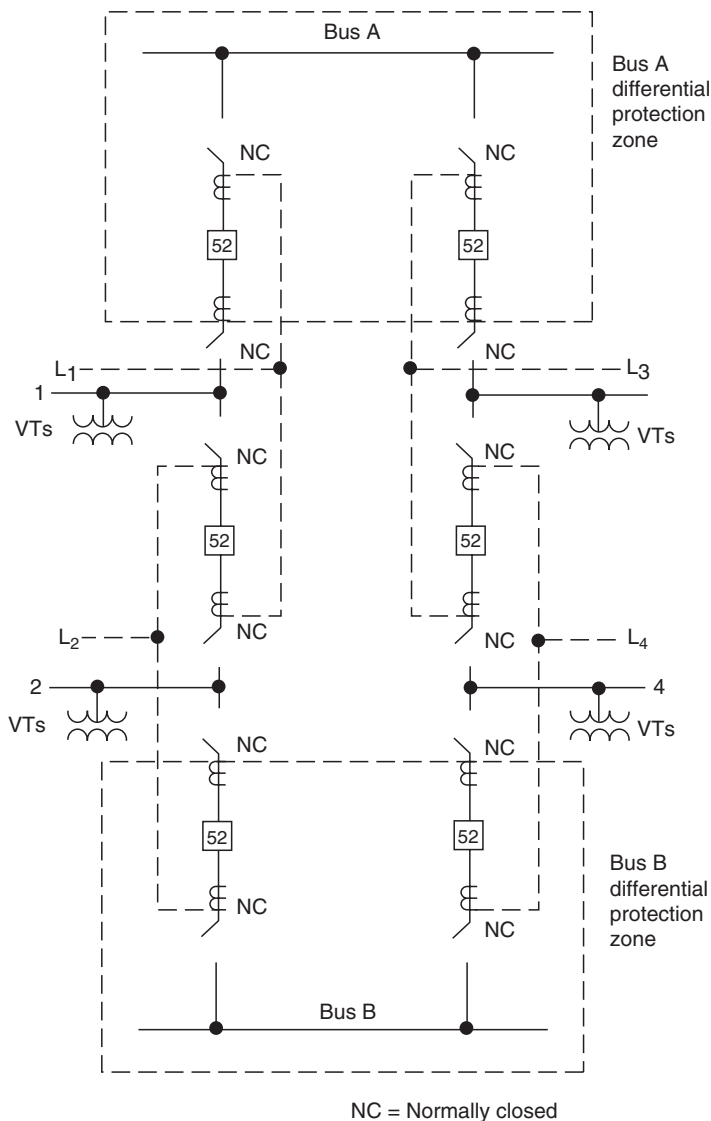 Bus A
Bus A
differential
protection
zone
NC
NC
52
52
NC
NC
L1
L3
1
VTs
VTs
NC
NC
52
52
NC
NC
L2
L4
2
4
VTs
VTs
NC
NC
52
52
Bus B
differential
protection
zone
NC
NC
Bus B
NC = Normally closed